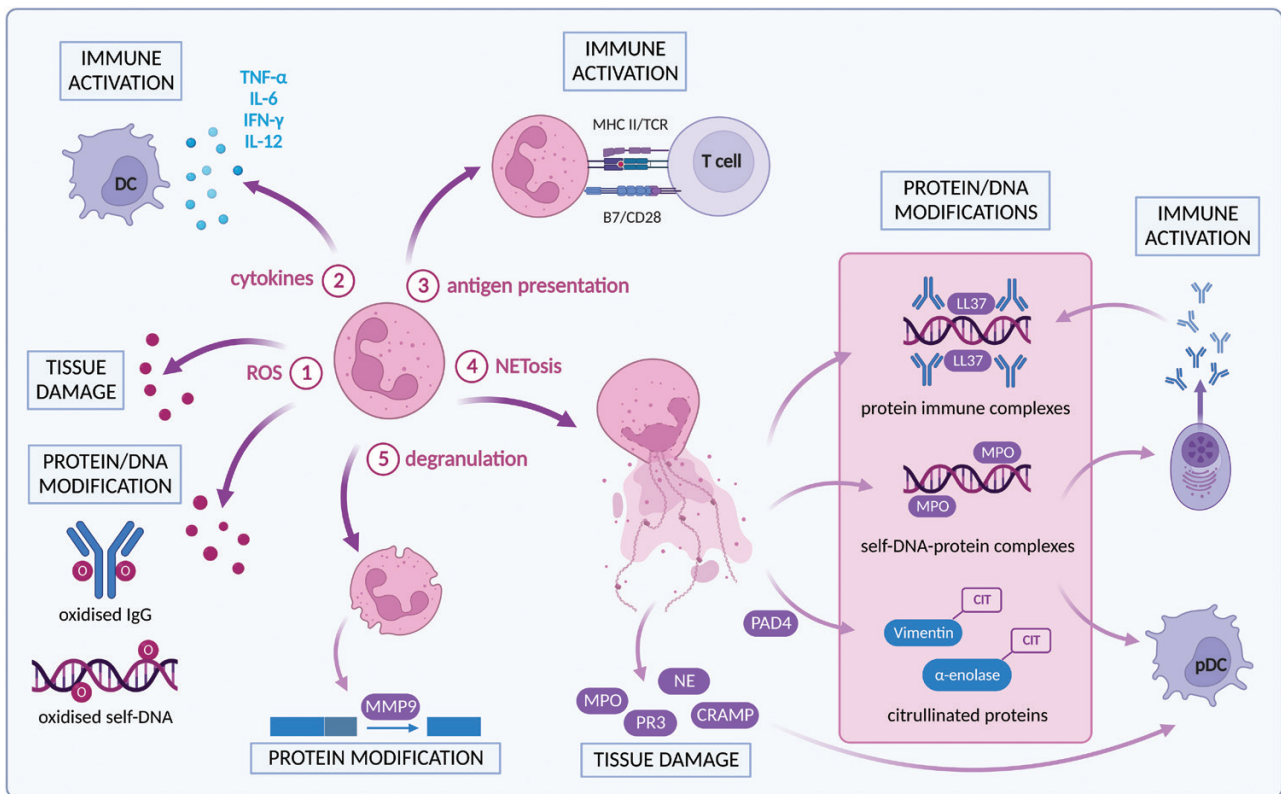 IMMUNE
ACTIVATION
TNF-α
IL-6
IFN-γ
IL-12
DC
IMMUNE
ACTIVATION
MHC II/TCR
T cell
B7/CD28
cytokines 2
3 antigen presentation
ROS 1
4 NETosis
5 degranulation
TISSUE
DAMAGE
PROTEIN/DNA
MODIFICATION
O O
oxidised IgG
O
O
oxidised self-DNA
MMP9
PROTEIN MODIFICATION
MPO
NE
PR3
CRAMP
TISSUE DAMAGE
PAD4
PROTEIN/DNA
MODIFICATIONS
LL37
LL37
protein immune complexes
MPO
MPO
self-DNA-protein complexes
CIT
Vimentin
CIT
α-enolase
citrullinated proteins
IMMUNE
ACTIVATION
pDC